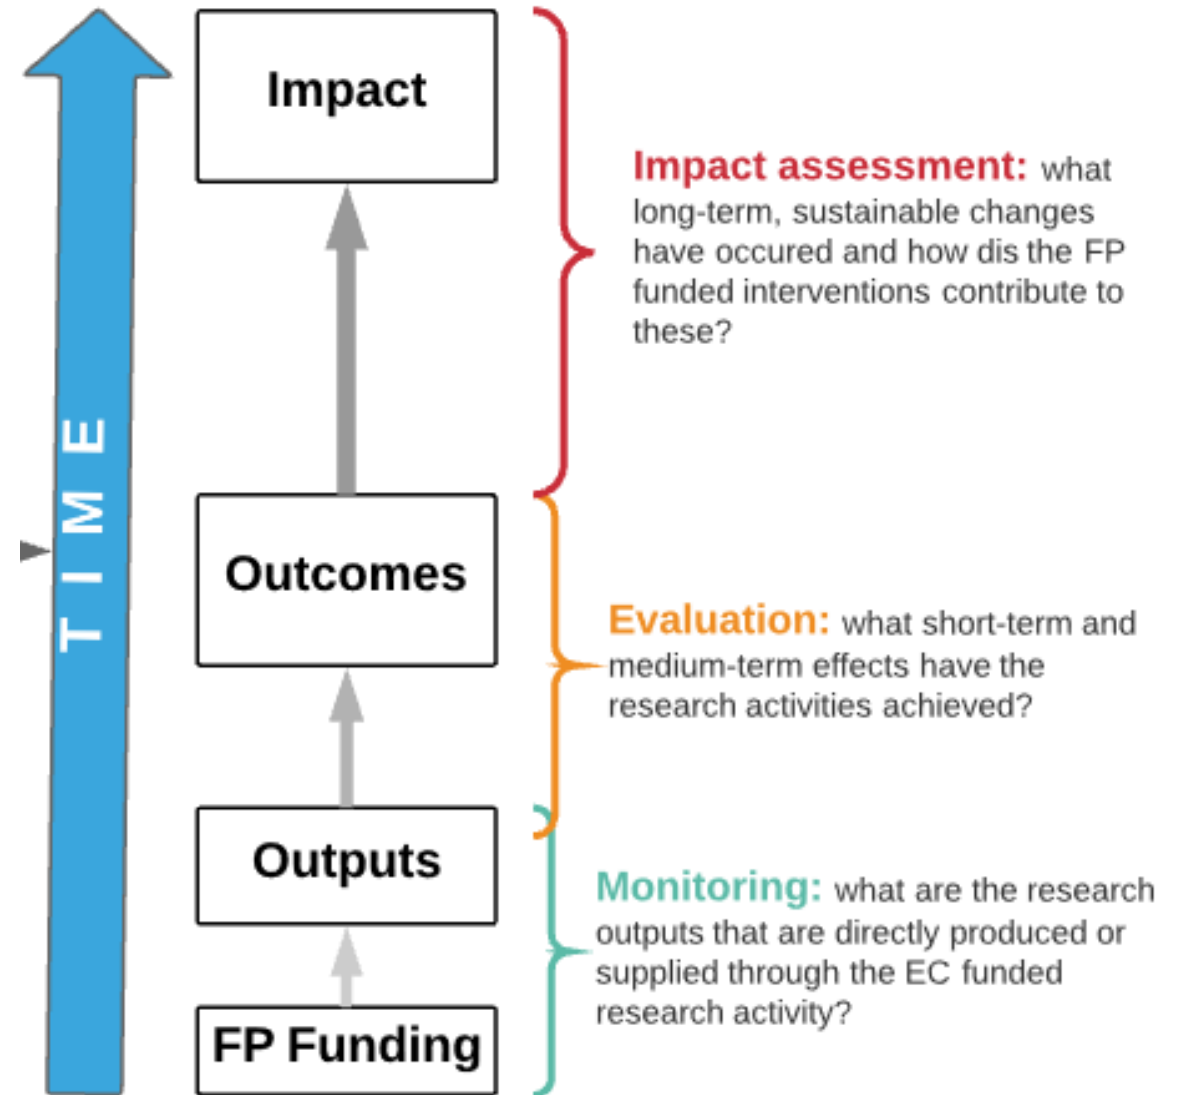 Impact
Impact assessment: what
long-term, sustainable changes
have occured and how dis the FP
funded interventions contribute to
these?
TIME
Outcomes
Evaluation: what short-term and
medium-term effects have the
research activities achieved?
Outputs
Monitoring: what are the research
outputs that are directly produced or
supplied through the EC funded
research activity?
FP Funding